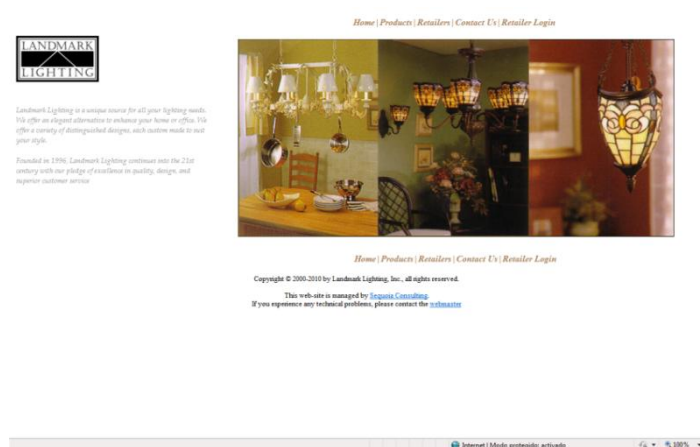 Home | Products | Retailers | Contact Us | Retailer Login
LANDMARK
LIGHTING
Landmark Lighting is a unique source for all your lighting needs.
We offer an elegant alternative to enhance your home or office. We
offer a variety of distinguished designs, each custom made to suit
your style.
Founded in 1996, Landmark Lighting continues into the 21st
century with our pledge of excellence in quality, design, and
superior customer service
Home | Products | Retailers | Contact Us | Retailer Login
Copyright © 2000-2010 by Landmark Lighting, Inc., all rights reserved.
This web-site is managed by Sequoia Consulting.
If you experience any technical problems, please contact the webmaster
Internet | Modo protegido: activado
100%